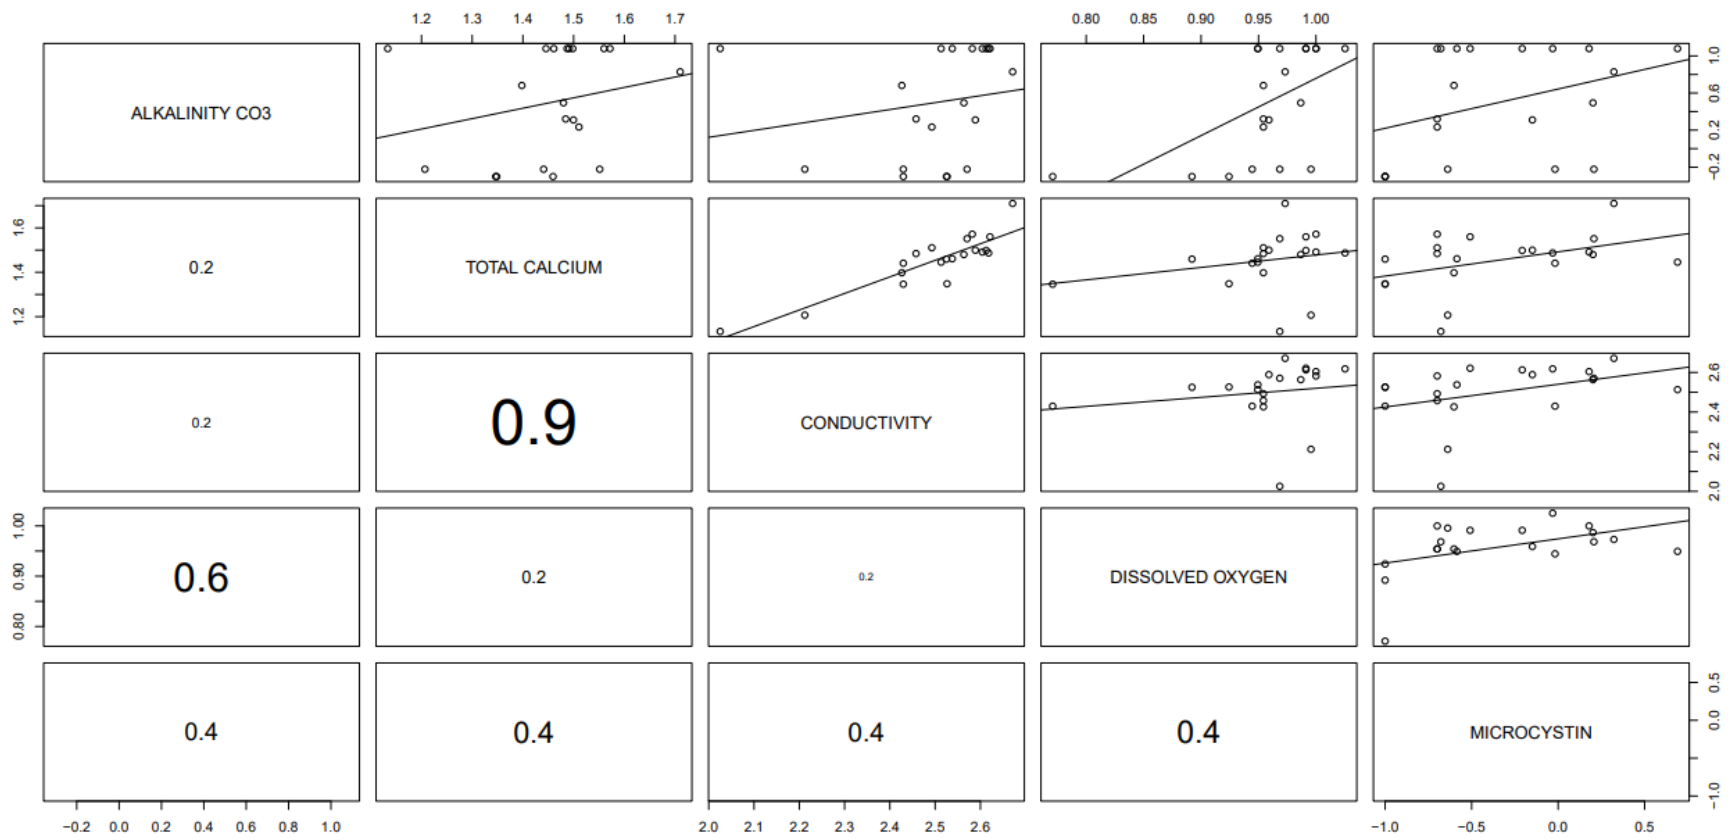 1.2 1.3 1.4 1.5 1.6 1.7 0.80 0.85 0.90 0.95 1.00
ALKALINITY CO3
−0.2 0.2 0.6 1.0
1.2 1.4 1.6
0.2
TOTAL CALCIUM
0.2
0.9
CONDUCTIVITY
2.0 2.2 2.4 2.6
0.80 0.90 1.00
0.6
0.2
0.2
DISSOLVED OXYGEN
0.4
0.4
0.4
0.4
MICROCYSTIN
−1.0 0.0 0.5
−0.2 0.0 0.2 0.4 0.6 0.8 1.0 2.0 2.1 2.2 2.3 2.4 2.5 2.6 −1.0 −0.5 0.0 0.5